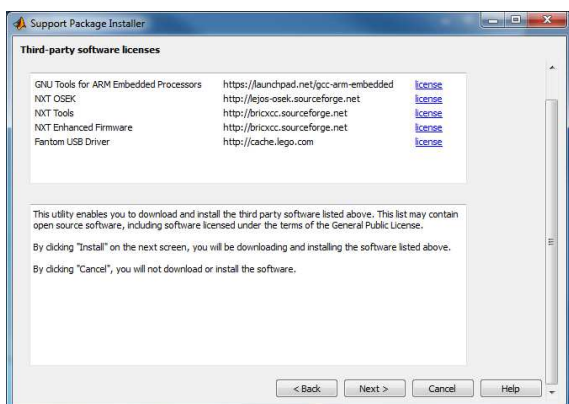 Support Package Installer
Third-party software licenses
GNU Tools for ARM Embedded Processors https://launchpad.net/gcc-arm-embedded license
NXT OSEK http://lejos-osek.sourceforge.net license
NXT Tools http://bricxcc.sourceforge.net license
NXT Enhanced Firmware http://bricxcc.sourceforge.net license
Fantom USB Driver http://cache.lego.com license
This utility enables you to download and install the third party software listed above. This list may contain
open source software, including software licensed under the terms of the General Public License.
By clicking "Install" on the next screen, you will be downloading and installing the software listed above.
By clicking "Cancel", you will not download or install the software.
< Back Next > Cancel Help